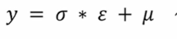 y = σ * ε + μ